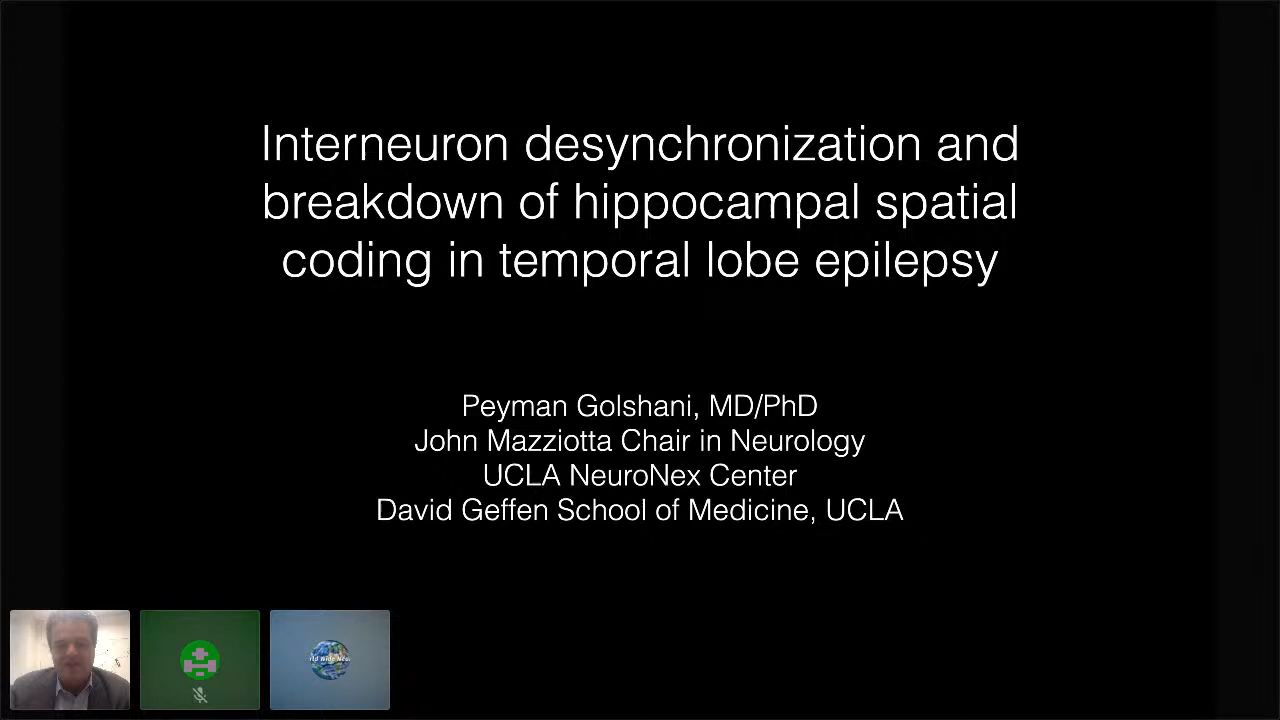 Interneuron desynchronization and
breakdown of hippocampal spatial
coding in temporal lobe epilepsy
Peyman Golshani, MD/PhD
John Mazziotta Chair in Neurology
UCLA NeuroNex Center
David Geffen School of Medicine, UCLA